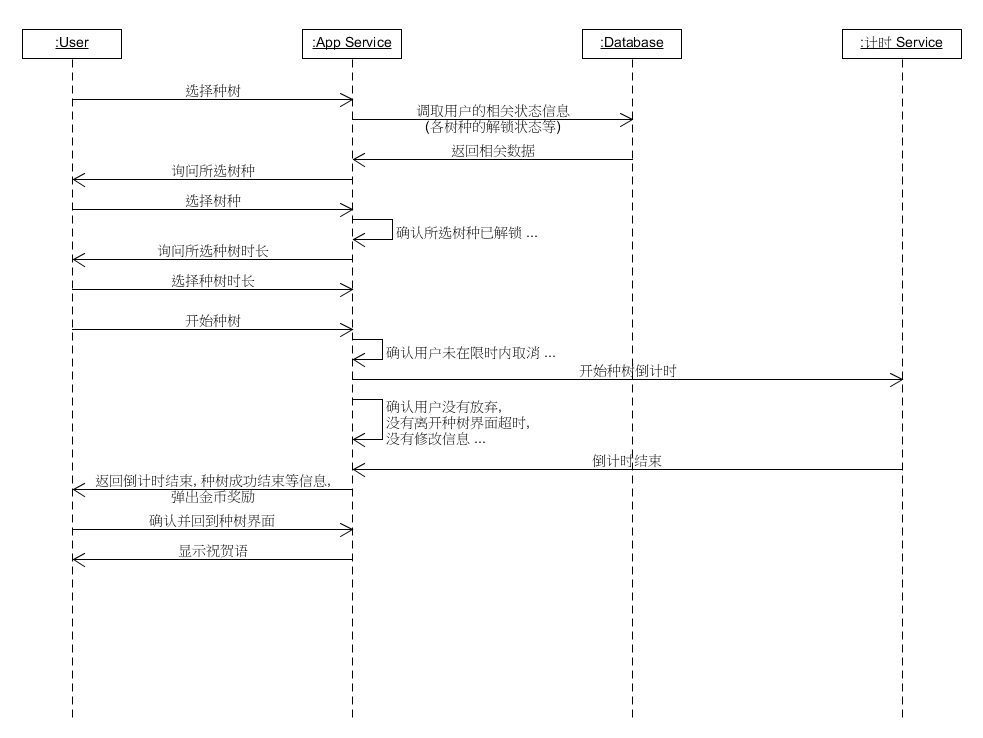 :User
:App Service
:Database
:计时 Service
选择种树
调取用户的相关状态信息
(各树种的解锁状态等)
返回相关数据
询问所选树种
选择树种
确认所选树种已解锁 ...
询问所选种树时长
选择种树时长
开始种树
确认用户未在限时内取消 ...
开始种树倒计时
确认用户没有放弃,
没有离开种树界面超时,
没有修改信息 ...
倒计时结束
返回倒计时结束, 种树成功结束等信息,
弹出金币奖励
确认并回到种树界面
显示祝贺语